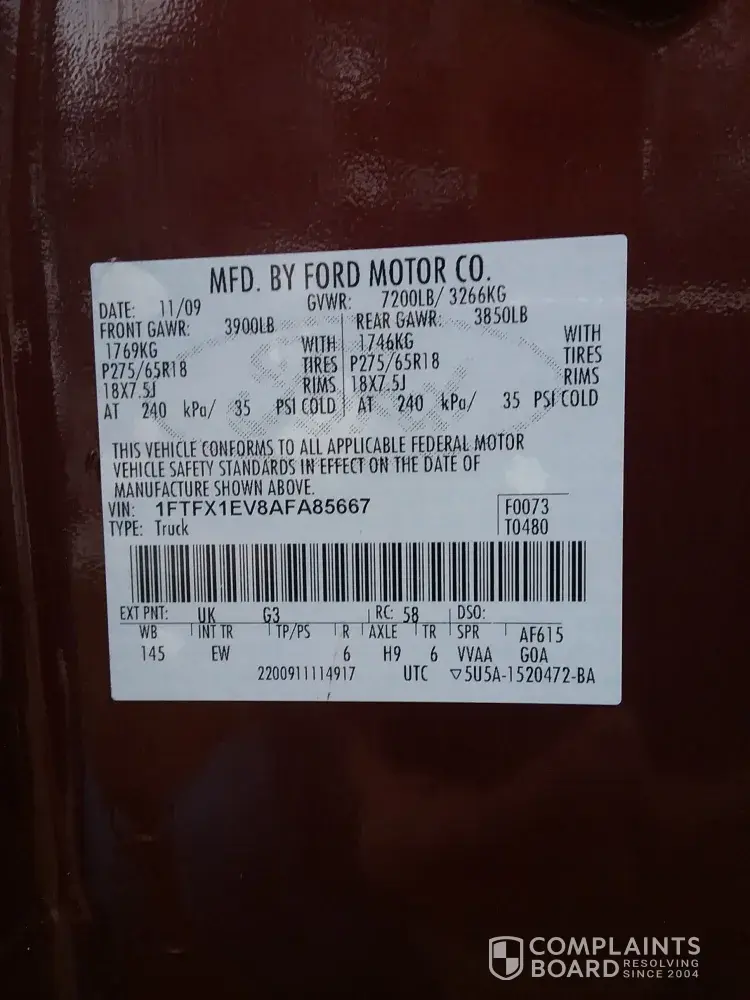 MFD. BY FORD MOTOR CO.
DATE: 11/09 GVWR: 7200LB/ 3266KG
FRONT GAWR: 3900LB REAR GAWR: 3850LB
1769KG WITH 1746KG WITH
P275/65R18 TIRES P275/65R18 TIRES
18X7.5J RIMS 18X7.5J RIMS
AT 240 kPa/ 35 PSI COLD AT 240 kPa/ 35 PSI COLD
THIS VEHICLE CONFORMS TO ALL APPLICABLE FEDERAL MOTOR
VEHICLE SAFETY STANDARDS IN EFFECT ON THE DATE OF
MANUFACTURE SHOWN ABOVE.
VIN: 1FTFX1EV8AFA85667 F0073
TYPE: Truck T0480
EXT PNT: UK G3 RC: 58 DSO:
WB INT TR TP/PS R AXLE TR SPR AF615
145 EW 6 H9 6 VVAA GOA
2200911114917 UTC ▽5U5A-1520472-BA
COMPLAINTS
BOARD RESOLVING
SINCE 2004